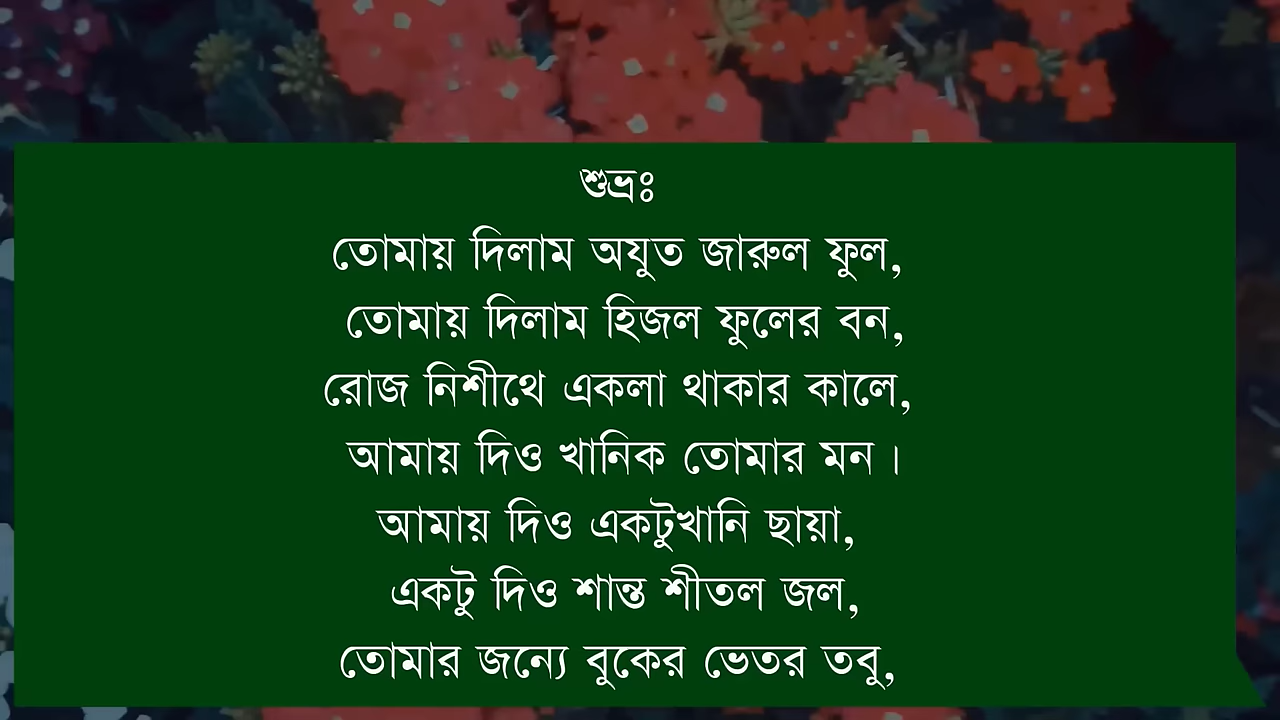 শুভ্রঃ
তোমায় দিলাম অযুত জারুল ফুল,
তোমায় দিলাম হিজল ফুলের বন,
রোজ নিশীথে একলা থাকার কালে,
আমায় দিও খানিক তোমার মন।
আমায় দিও একটুখানি ছায়া,
একটু দিও শান্ত শীতল জল,
তোমার জন্যে বুকের ভেতর তবু,